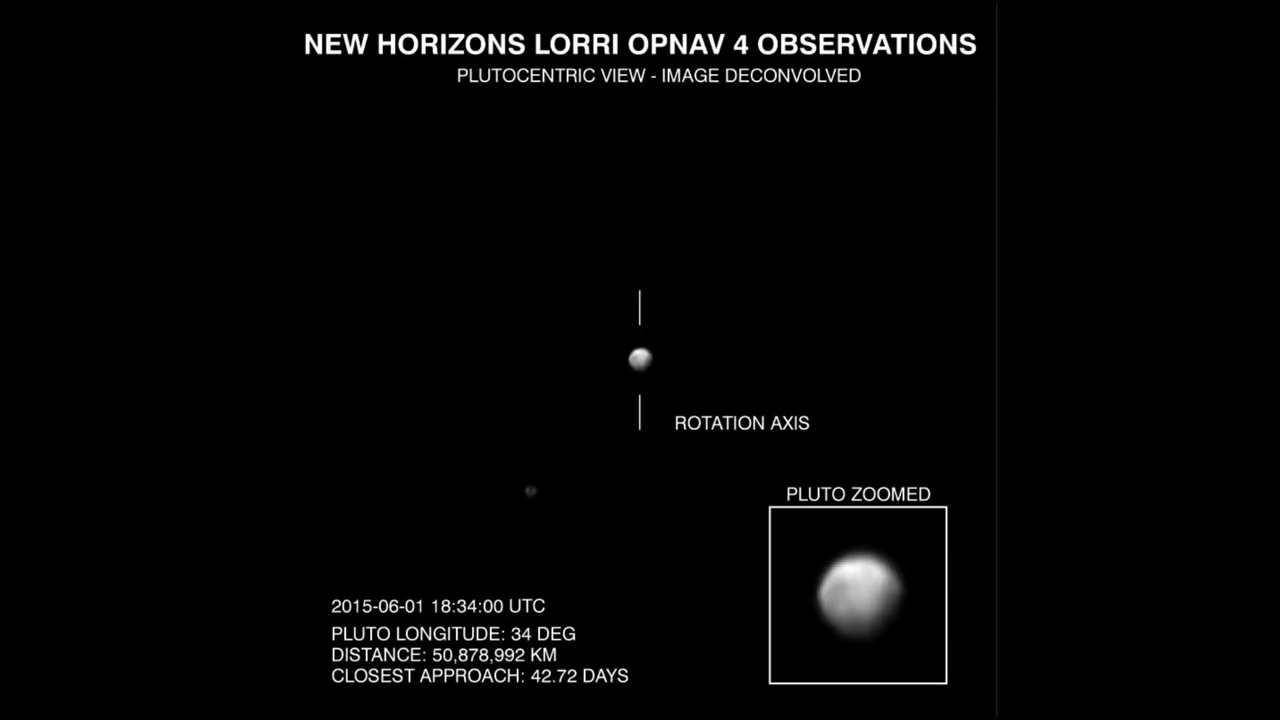 NEW HORIZONS LORRI OPNAV 4 OBSERVATIONS
PLUTOCENTRIC VIEW - IMAGE DECONVOLVED
ROTATION AXIS
PLUTO ZOOMED
2015-06-01 18:34:00 UTC
PLUTO LONGITUDE: 34 DEG
DISTANCE: 50,878,992 KM
CLOSEST APPROACH: 42.72 DAYS